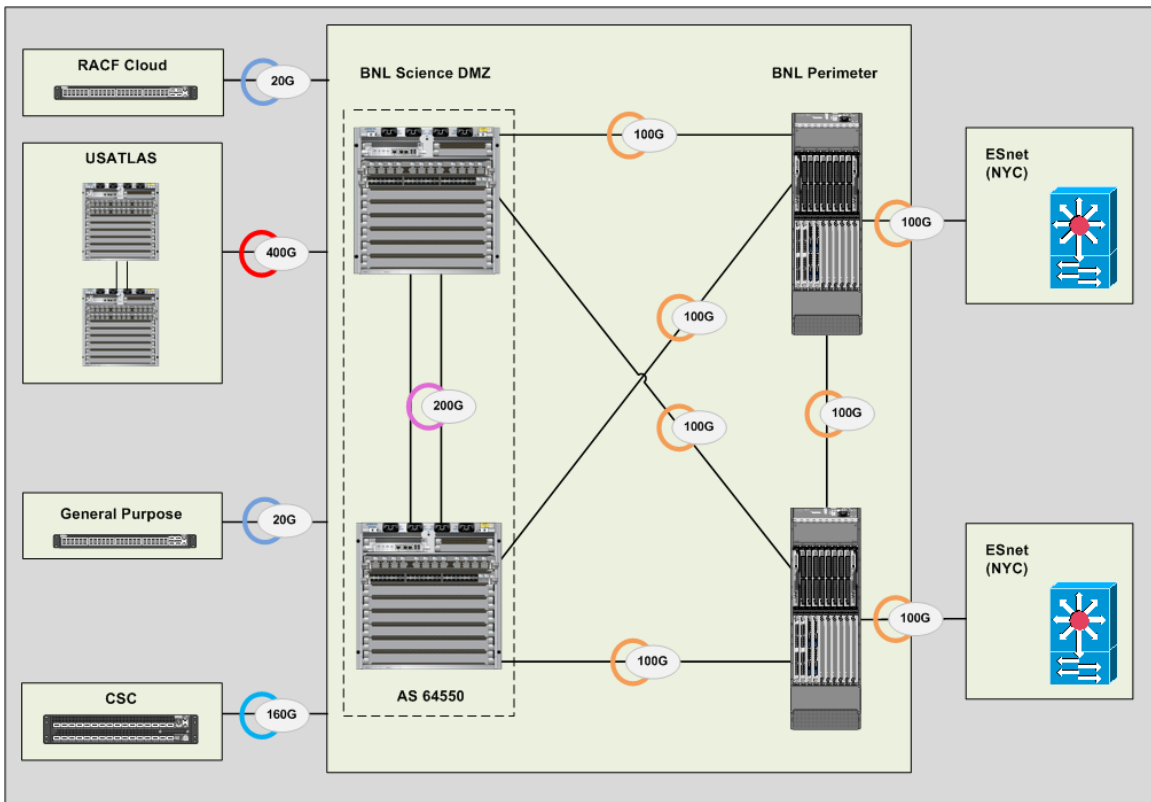 RACF Cloud
20G
BNL Science DMZ
BNL Perimeter
USATLAS
100G
ESnet
(NYC)
100G
400G
100G
200G
100G
100G
General Purpose
20G
ESnet
(NYC)
100G
100G
CSC
AS 64550
160G